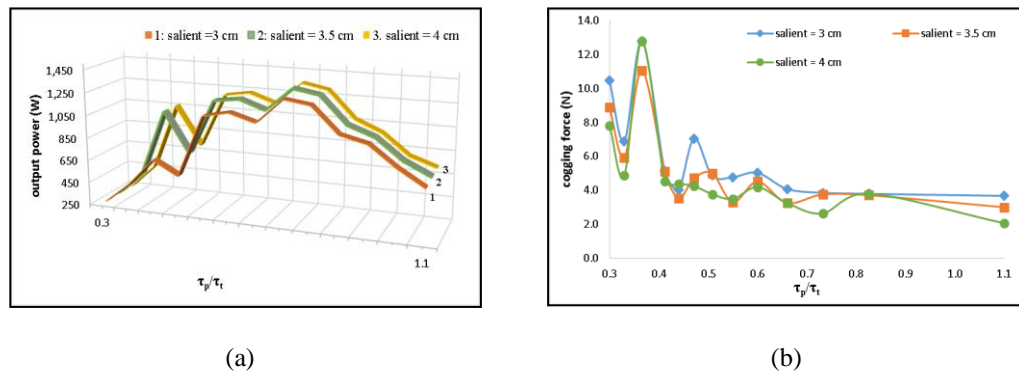 1: salient =3 cm 2: salient = 3.5 cm 3. salient = 4 cm
output power (W)
1,450
1,250
1,050
850
650
450
250
0.3
1.1
3
2
1
τp/τt
(a)
salient = 3 cm salient = 3.5 cm
salient = 4 cm
cogging force (N)
14.0
12.0
10.0
8.0
6.0
4.0
2.0
0.0
0.3 0.4 0.5 0.6 0.7 0.8 0.9 1.0 1.1
τp/τt
(b)